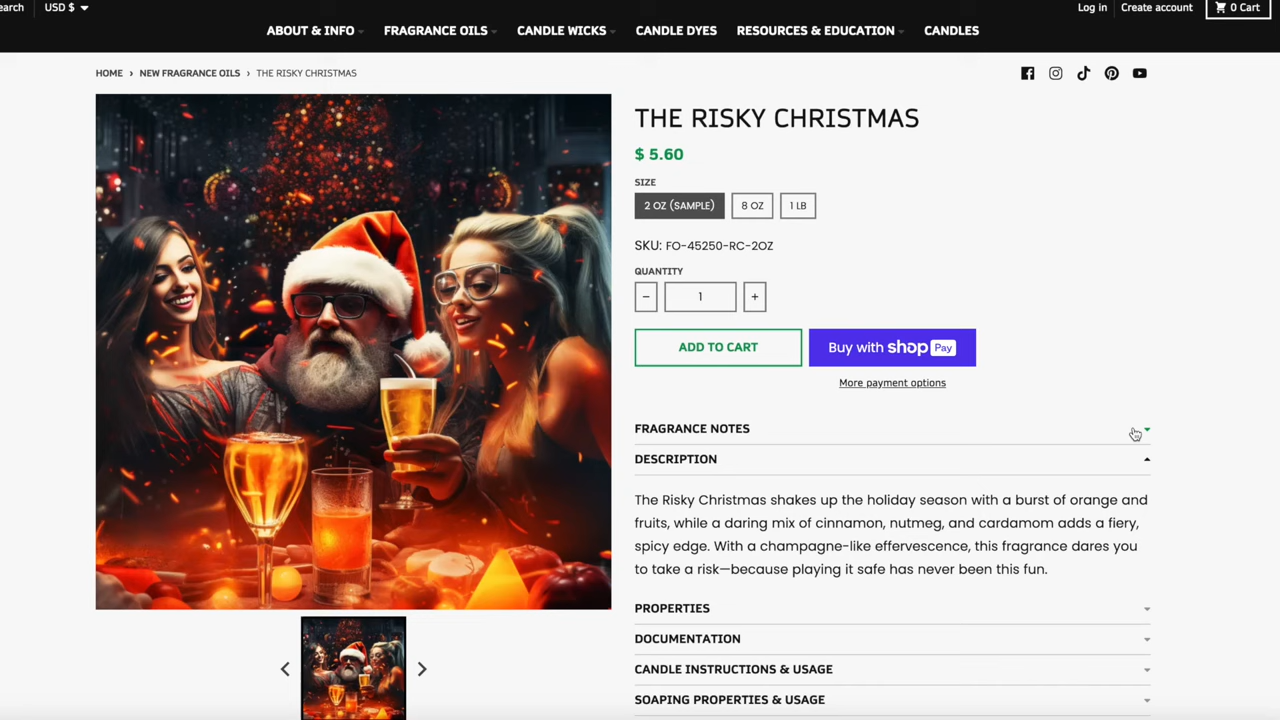 earch
USD $
Log in
Create account
0 Cart
ABOUT & INFO
FRAGRANCE OILS
CANDLE WICKS
CANDLE DYES
RESOURCES & EDUCATION
CANDLES
HOME › NEW FRAGRANCE OILS › THE RISKY CHRISTMAS
THE RISKY CHRISTMAS
$ 5.60
SIZE
2 OZ (SAMPLE)
8 OZ
1 LB
SKU: FO-45250-RC-2OZ
QUANTITY
− 1 +
ADD TO CART
Buy with shop Pay
More payment options
FRAGRANCE NOTES
DESCRIPTION
The Risky Christmas shakes up the holiday season with a burst of orange and
fruits, while a daring mix of cinnamon, nutmeg, and cardamom adds a fiery,
spicy edge. With a champagne-like effervescence, this fragrance dares you
to take a risk—because playing it safe has never been this fun.
PROPERTIES
DOCUMENTATION
CANDLE INSTRUCTIONS & USAGE
SOAPING PROPERTIES & USAGE